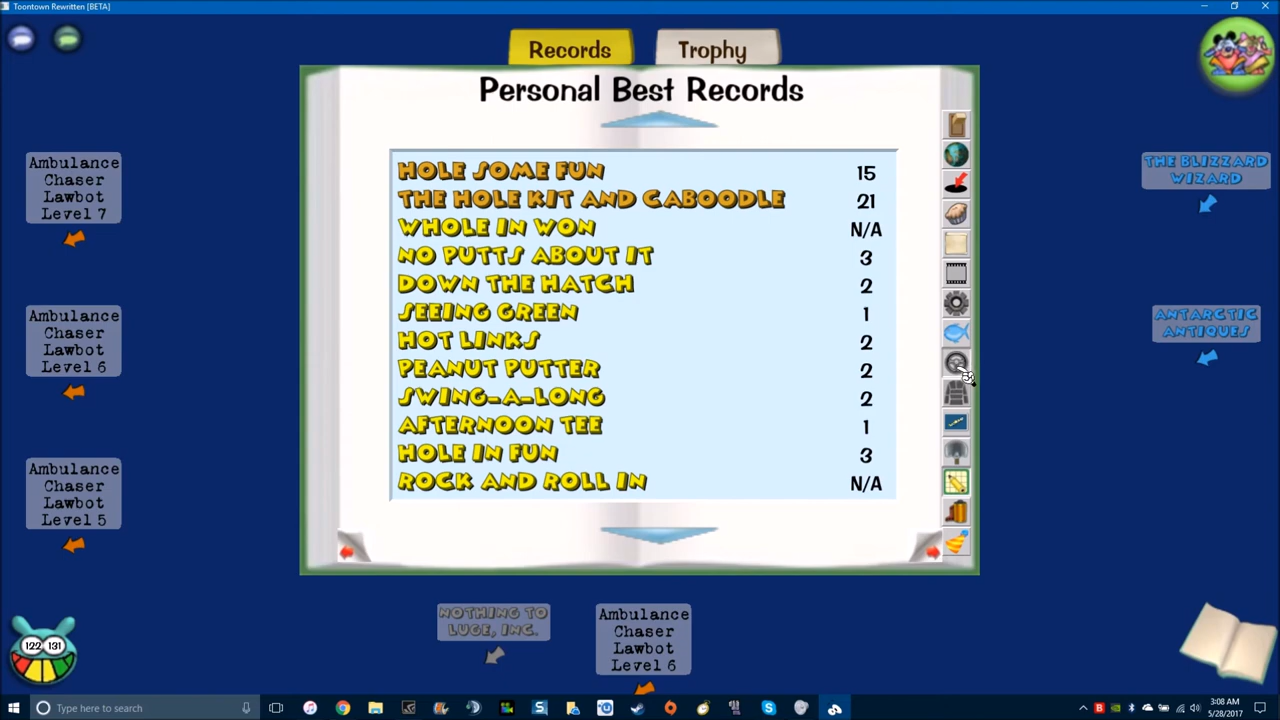 Toontown Rewritten [BETA]
Records
Trophy
Personal Best Records
HOLE SOME FUN 15
THE HOLE KIT AND CABOODLE 21
WHOLE IN WON N/A
NO PUTTS ABOUT IT 3
DOWN THE HATCH 2
SEEING GREEN 1
HOT LINKS 2
PEANUT PUTTER 2
SWING-A-LONG 2
AFTERNOON TEE 1
HOLE IN FUN 3
ROCK AND ROLL IN N/A
Ambulance
Chaser
Lawbot
Level 7
Ambulance
Chaser
Lawbot
Level 6
Ambulance
Chaser
Lawbot
Level 5
THE BLIZZARD
WIZARD
ANTARCTIC
ANTIQUES
NOTHING TO
LUGE, INC.
Ambulance
Chaser
Lawbot
Level 6
122 131
Type here to search
3:08 AM
5/28/2017